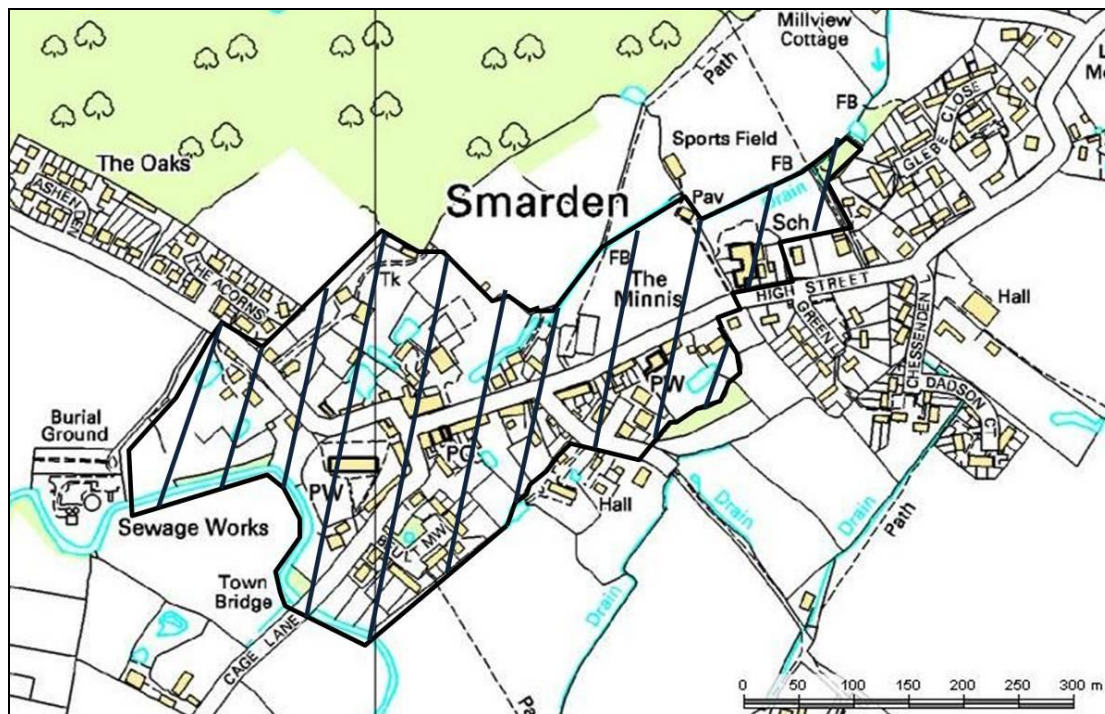 Millview
Cottage
Path
FB
The Oaks
Sports Field
GLEBE CLOSE
ASHENDEN
Smarden
FB
Pav
Drain
Sch
THE ACORNS
Tk
FB
The
Minnis
HIGH STREET
Hall
GREEN
CHESSENDEN
PW
DADSON
Burial
Ground
PO
PW
Hall
Drain
Drain
Path
Sewage Works
Town
Bridge
Drain
CAGE LANE
0 50 100 150 200 250 300 m